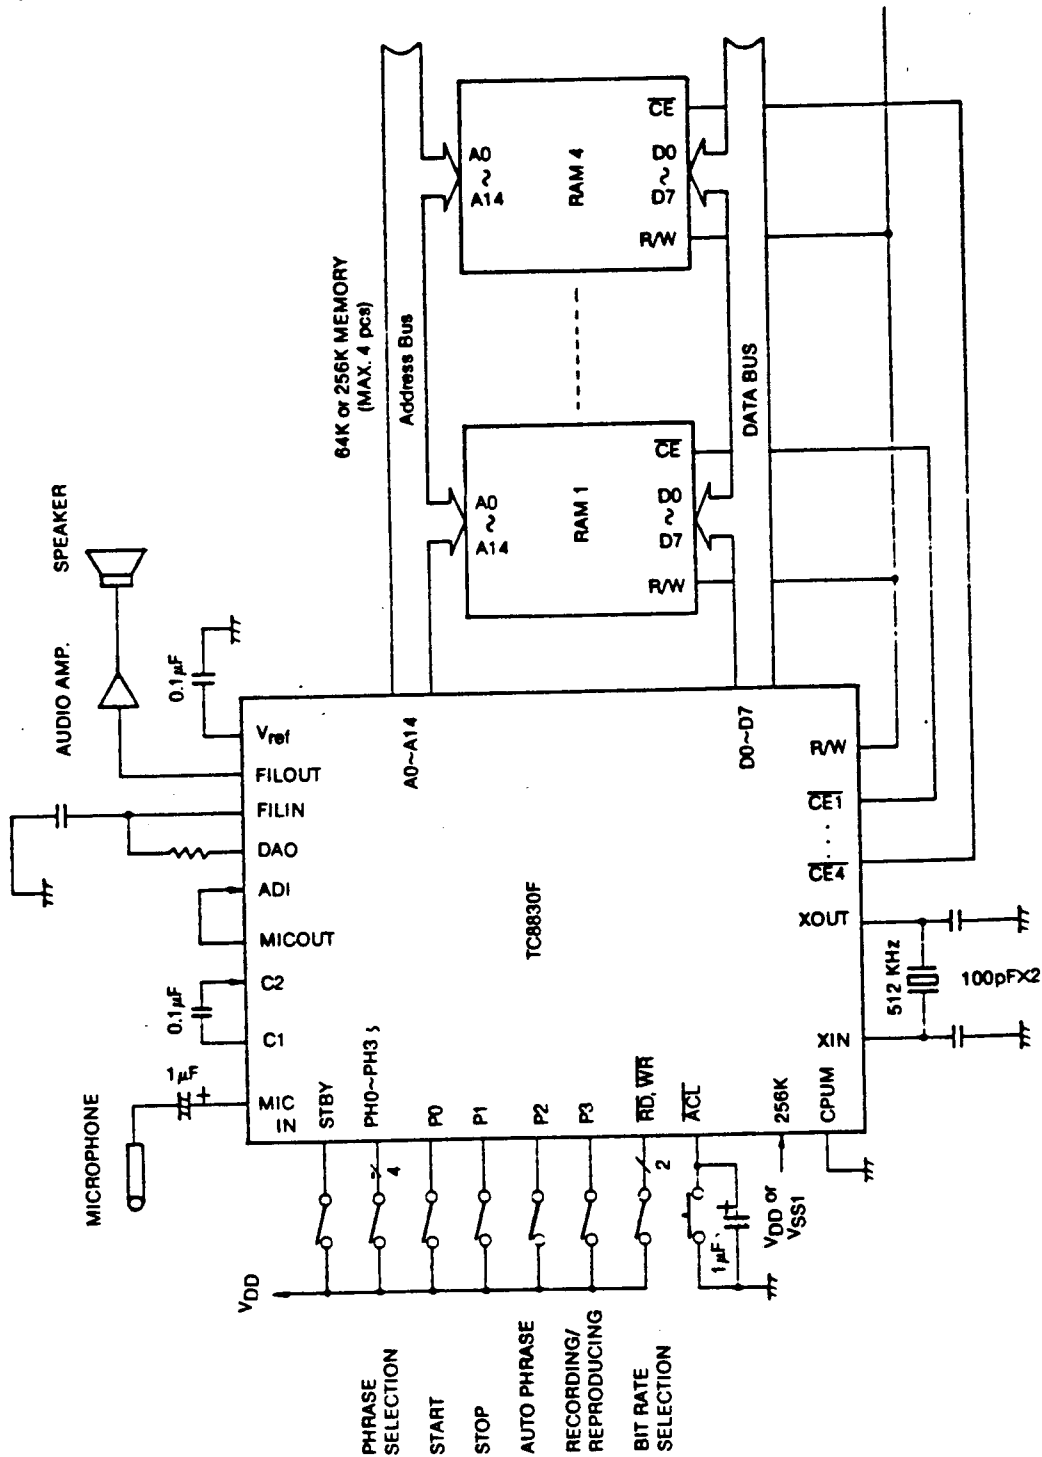 MICROPHONE
1µF
+
0.1µF
AUDIO AMP.
SPEAKER
0.1µF
MIC
IN
C1
C2
MICOUT
ADI
DAO
FILIN
FILOUT
Vref
VDD
STBY
PHRASE
SELECTION
4
PH0~PH3
START
P0
STOP
P1
AUTO PHRASE
P2
RECORDING/
REPRODUCING
P3
BIT RATE
SELECTION
2
RD, WR
1µF
+
ACL
VDD or
VSS1
256K
CPUM
TC8830F
A0~A14
D0~D7
XIN
XOUT
CE4
....
CE1
R/W
512 KHz
100pFX2
64K or 256K MEMORY
(MAX. 4 pcs)
Address Bus
A0
~
A14
RAM 1
R/W
D7
~
D0
CE
A0
~
A14
RAM 4
R/W
D7
~
D0
CE
DATA BUS